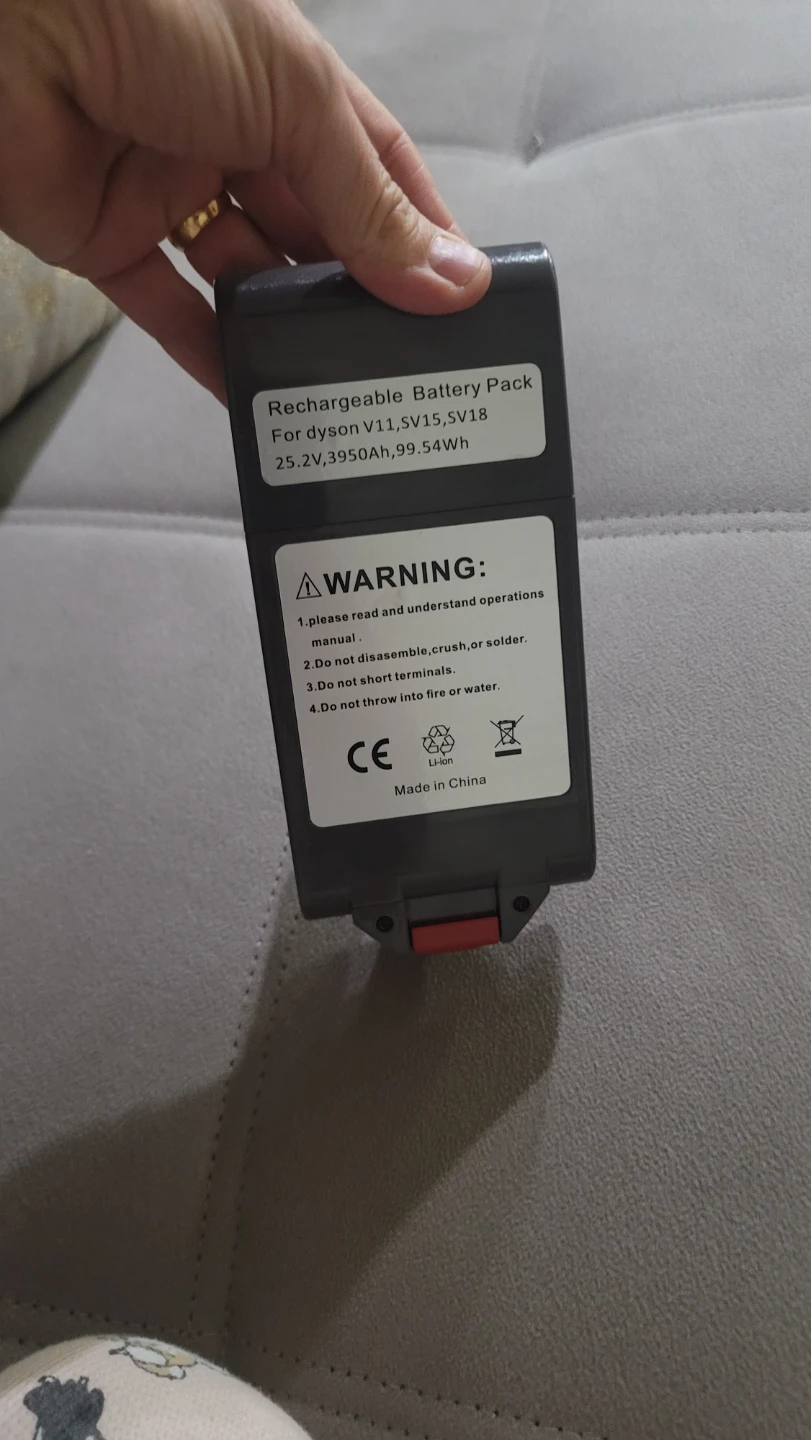 Rechargeable Battery Pack
For dyson V11,SV15,SV18
25.2V,3950Ah,99.54Wh
WARNING:
1.please read and understand operations
manual .
2.Do not disasemble,crush,or solder.
3.Do not short terminals.
4.Do not throw into fire or water.
CE
Li-ion
Made in China